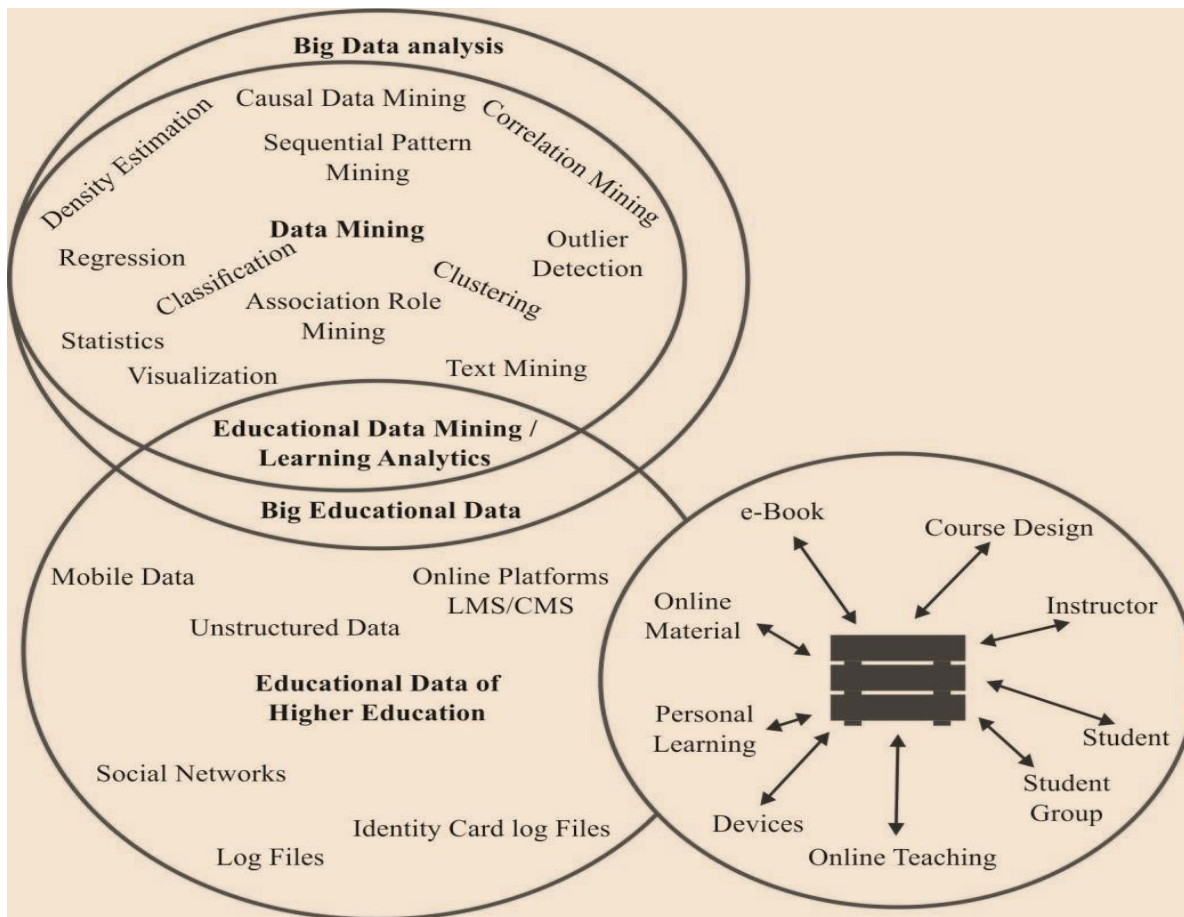 Big Data analysis
Causal Data Mining
Density Estimation
Correlation Mining
Sequential Pattern
Mining
Data Mining
Regression
Classification
Clustering
Outlier
Detection
Association Role
Mining
Statistics
Visualization
Text Mining
Educational Data Mining /
Learning Analytics
Big Educational Data
Mobile Data
Online Platforms
LMS/CMS
Unstructured Data
Educational Data of
Higher Education
Social Networks
Identity Card log Files
Log Files
e-Book
Course Design
Online
Material
Instructor
Personal
Learning
Student
Devices
Student
Group
Online Teaching